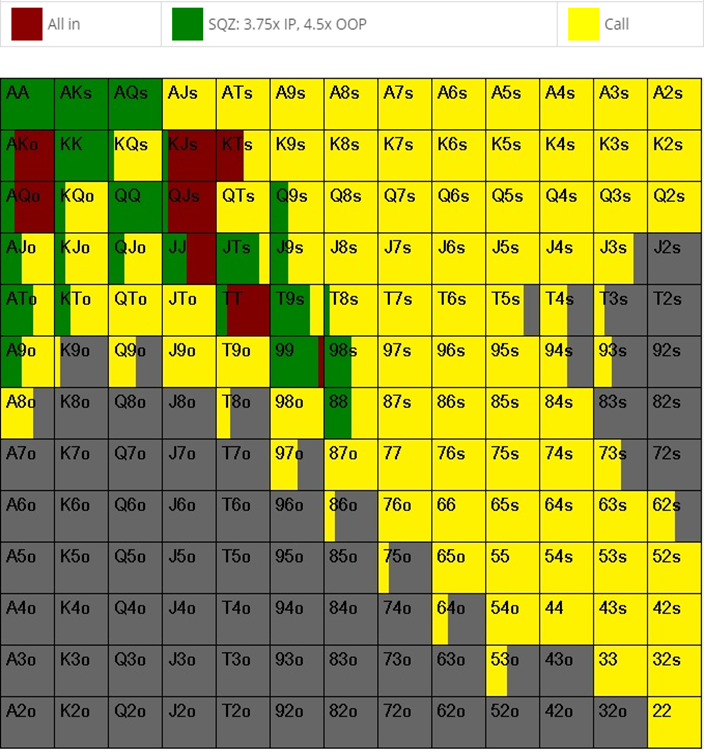 All in SQZ: 3.75x IP, 4.5x OOP Call
AA AKs AQs AJs ATs A9s A8s A7s A6s A5s A4s A3s A2s
AKo KK KQs KJs KTs K9s K8s K7s K6s K5s K4s K3s K2s
AQo KQo QQ QJs QTs Q9s Q8s Q7s Q6s Q5s Q4s Q3s Q2s
AJo KJo QJo JJ JTs J9s J8s J7s J6s J5s J4s J3s J2s
ATo KTo QTo JTo TT T9s T8s T7s T6s T5s T4s T3s T2s
A9o K9o Q9o J9o T9o 99 98s 97s 96s 95s 94s 93s 92s
A8o K8o Q8o J8o T8o 98o 88 87s 86s 85s 84s 83s 82s
A7o K7o Q7o J7o T7o 97o 87o 77 76s 75s 74s 73s 72s
A6o K6o Q6o J6o T6o 96o 86o 76o 66 65s 64s 63s 62s
A5o K5o Q5o J5o T5o 95o 85o 75o 65o 55 54s 53s 52s
A4o K4o Q4o J4o T4o 94o 84o 74o 64o 54o 44 43s 42s
A3o K3o Q3o J3o T3o 93o 83o 73o 63o 53o 43o 33 32s
A2o K2o Q2o J2o T2o 92o 82o 72o 62o 52o 42o 32o 22